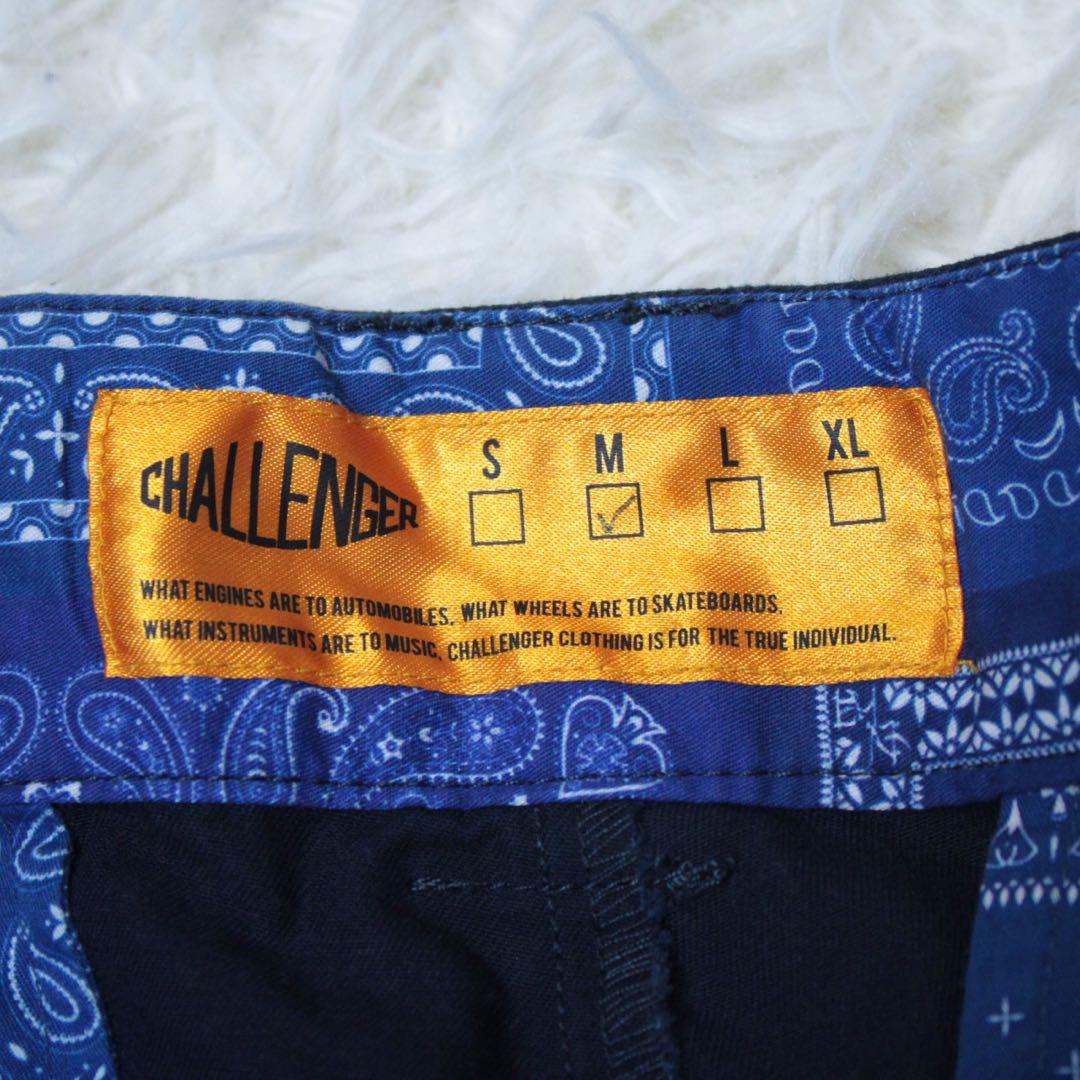 CHALLENGER
S M L XL
WHAT ENGINES ARE TO AUTOMOBILES. WHAT WHEELS ARE TO SKATEBOARDS.
WHAT INSTRUMENTS ARE TO MUSIC, CHALLENGER CLOTHING IS FOR THE TRUE INDIVIDUAL.